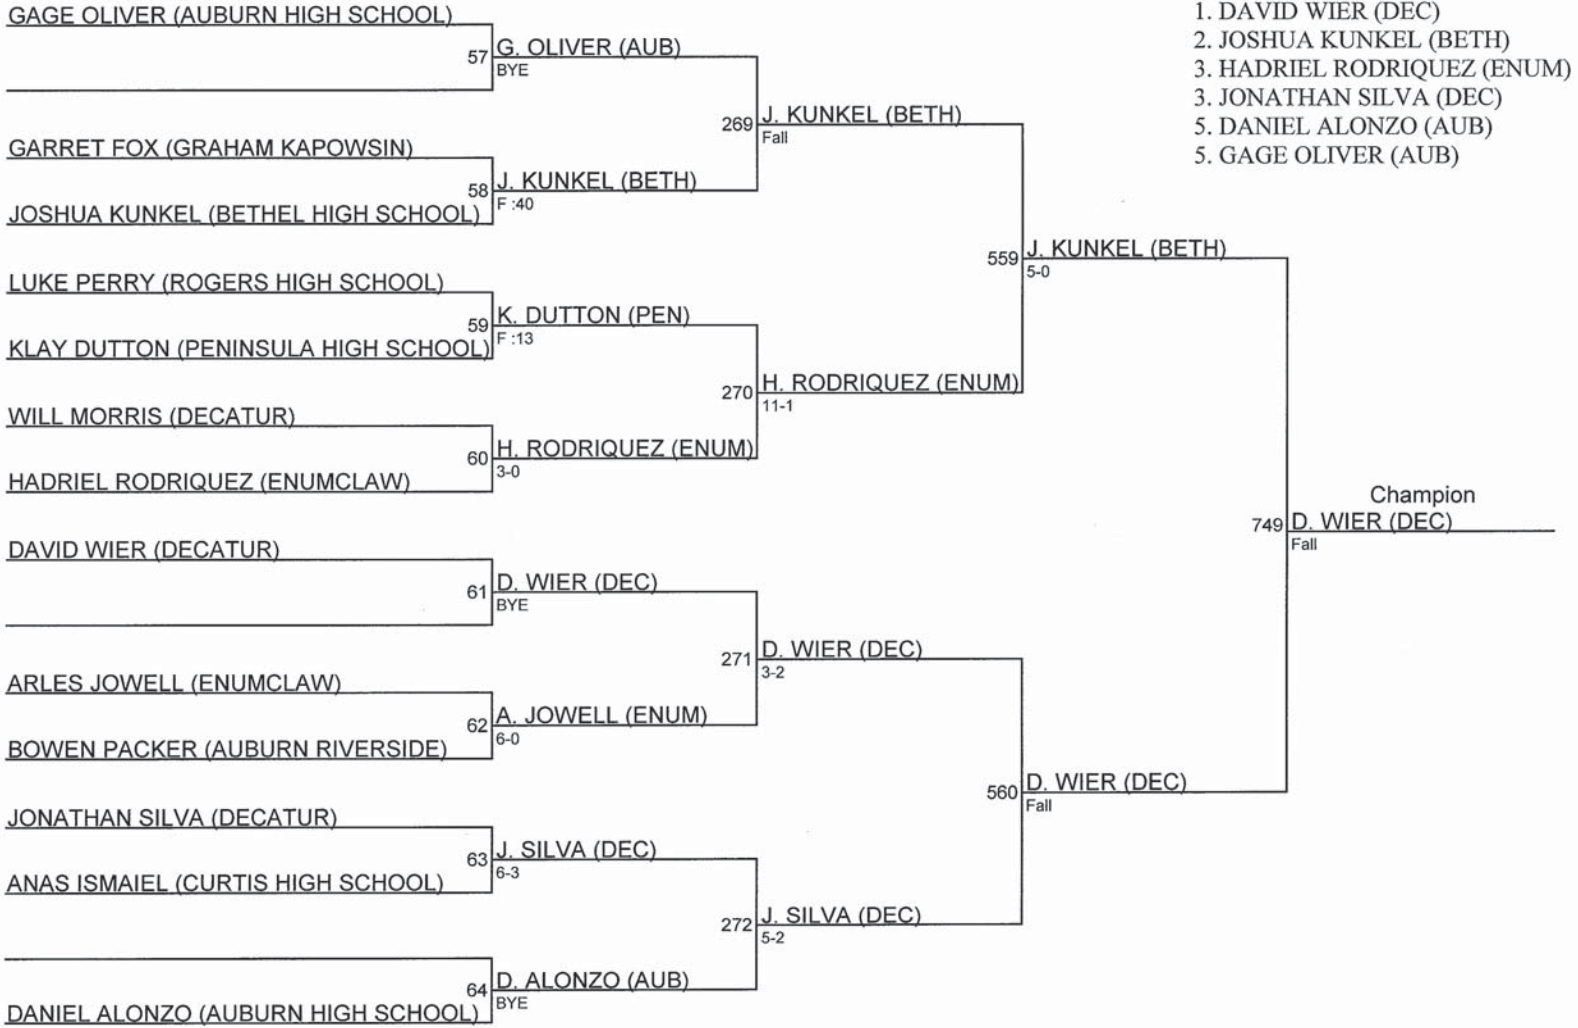 GAGE OLIVER (AUBURN HIGH SCHOOL)
57 G. OLIVER (AUB)
BYE
GARRET FOX (GRAHAM KAPOWSIN)
58 J. KUNKEL (BETH)
F :40
JOSHUA KUNKEL (BETHEL HIGH SCHOOL)
269 J. KUNKEL (BETH)
Fall
LUKE PERRY (ROGERS HIGH SCHOOL)
59 K. DUTTON (PEN)
F :13
KLAY DUTTON (PENINSULA HIGH SCHOOL)
270 H. RODRIQUEZ (ENUM)
11-1
WILL MORRIS (DECATUR)
60 H. RODRIQUEZ (ENUM)
3-0
HADRIEL RODRIQUEZ (ENUMCLAW)
559 J. KUNKEL (BETH)
5-0
DAVID WIER (DECATUR)
61 D. WIER (DEC)
BYE
ARLES JOWELL (ENUMCLAW)
62 A. JOWELL (ENUM)
6-0
BOWEN PACKER (AUBURN RIVERSIDE)
271 D. WIER (DEC)
3-2
JONATHAN SILVA (DECATUR)
63 J. SILVA (DEC)
6-3
ANAS ISMAIEL (CURTIS HIGH SCHOOL)
272 J. SILVA (DEC)
5-2
64 D. ALONZO (AUB)
BYE
DANIEL ALONZO (AUBURN HIGH SCHOOL)
560 D. WIER (DEC)
Fall
Champion
749 D. WIER (DEC)
Fall
1. DAVID WIER (DEC)
2. JOSHUA KUNKEL (BETH)
3. HADRIEL RODRIQUEZ (ENUM)
3. JONATHAN SILVA (DEC)
5. DANIEL ALONZO (AUB)
5. GAGE OLIVER (AUB)